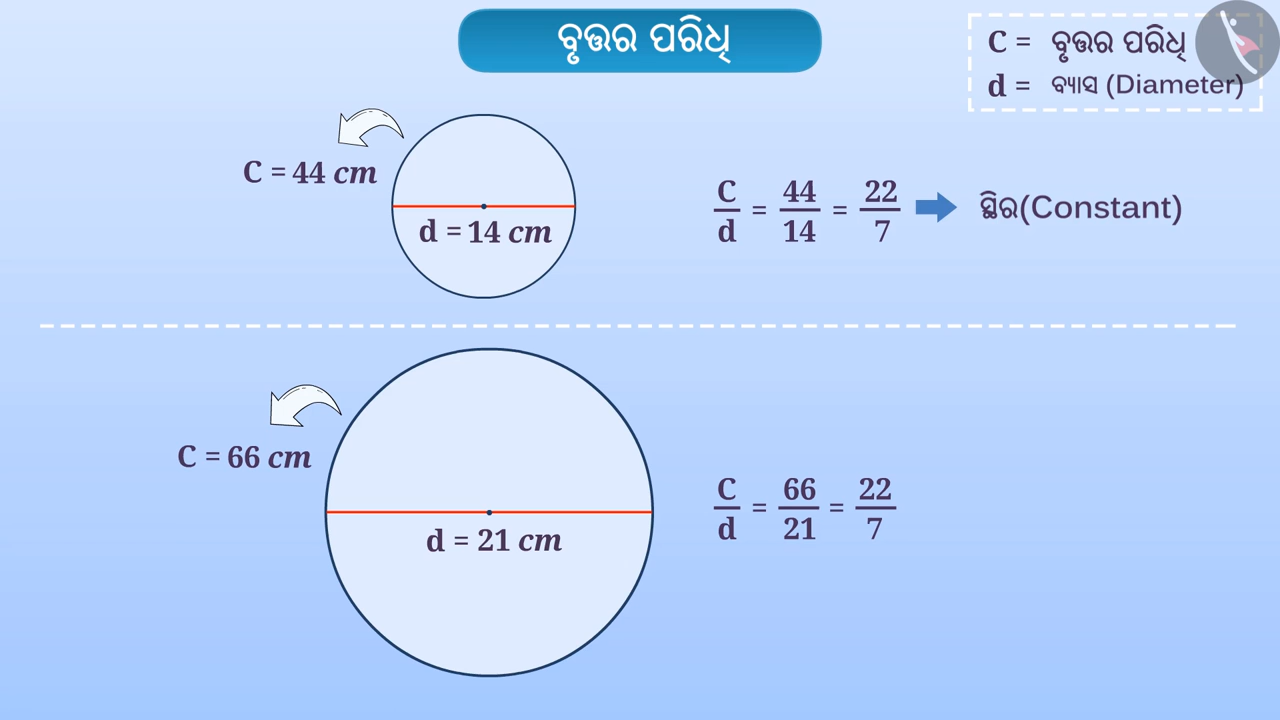 ବୃତ୍ତର ପରିଧି
C = ବୃତ୍ତର ପରିଧି
d = ବ୍ୟାସ (Diameter)
C = 44 cm
d = 14 cm
C/d = 44/14 = 22/7 ସ୍ଥିର(Constant)
C = 66 cm
d = 21 cm
C/d = 66/21 = 22/7